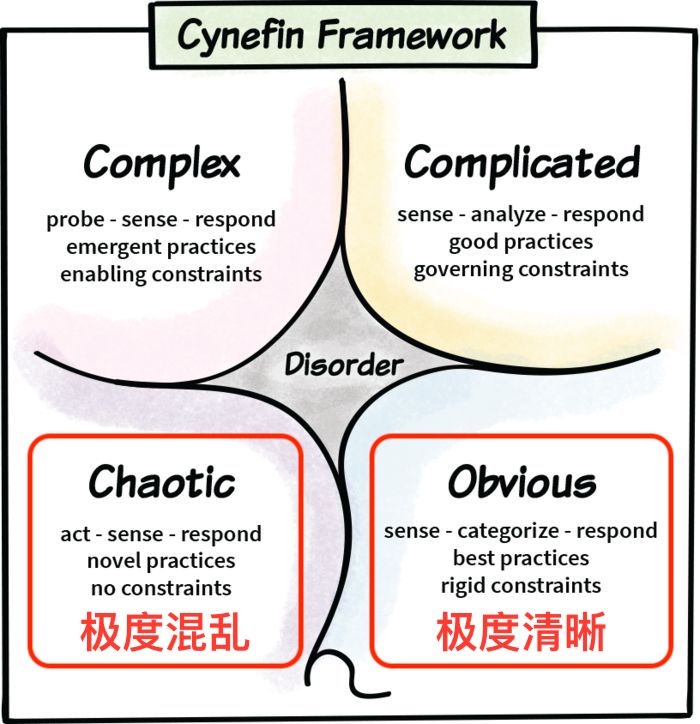 Cynefin Framework
Complex
probe - sense - respond
emergent practices
enabling constraints
Complicated
sense - analyze - respond
good practices
governing constraints
Disorder
Chaotic
act - sense - respond
novel practices
no constraints
极度混乱
Obvious
sense - categorize - respond
best practices
rigid constraints
极度清晰